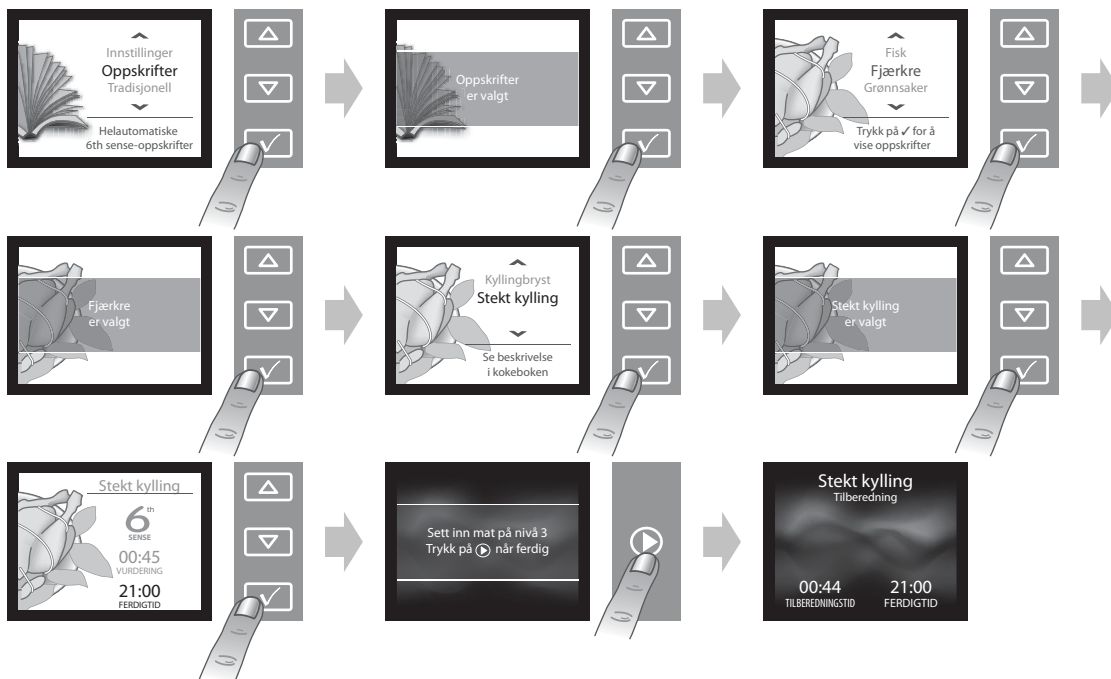 Innstillinger
Oppskrifter
Tradisjonell
Helautomatiske
6th sense-oppskrifter
Oppskrifter
er valgt
Fisk
Fjærkre
Grønnsaker
Trykk på ✓ for å
vise oppskrifter
Fjærkre
er valgt
Kyllingbryst
Stekt kylling
Se beskrivelse
i kokeboken
Stekt kylling
er valgt
Stekt kylling
6th
SENSE
00:45
VURDERING
21:00
FERDIGTID
Sett inn mat på nivå 3
Trykk på når ferdig
Stekt kylling
Tilberedning
00:44 21:00
TILBEREDNINGSTID FERDIGTID